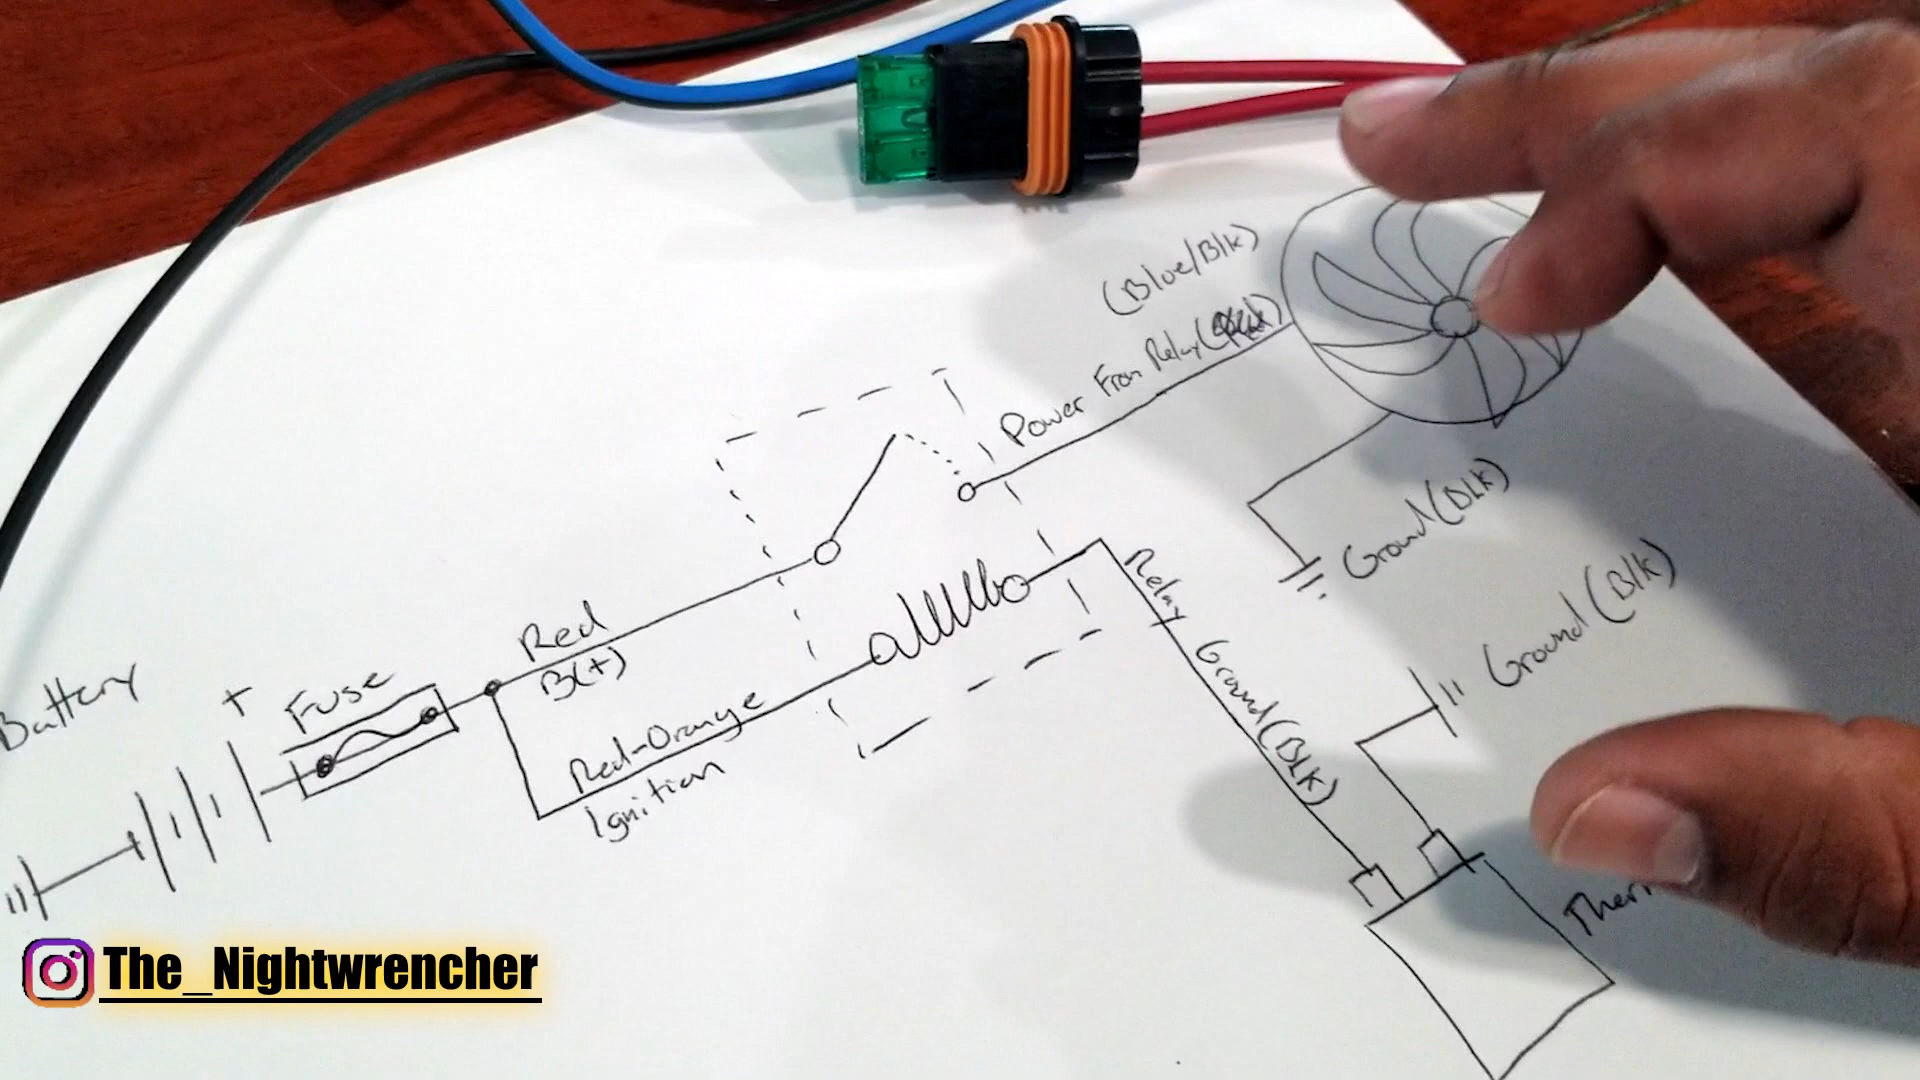 (Blue/Blk)
Power From Relay
Ground (BLK)
Ground (Blk)
Relay
Ground (BLK)
Red
B(+)
Battery
+
Fuse
Red-Orange
Ignition
The_Nightwrencher